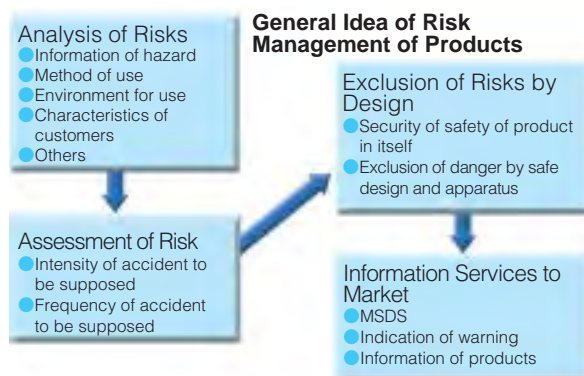 General Idea of Risk
Management of Products
Analysis of Risks
●Information of hazard
●Method of use
●Environment for use
●Characteristics of
customers
●Others
Assessment of Risk
●Intensity of accident to
be supposed
●Frequency of accident
to be supposed
Exclusion of Risks by
Design
●Security of safety of product
in itself
●Exclusion of danger by safe
design and apparatus
Information Services to
Market
●MSDS
●Indication of warning
●Information of products